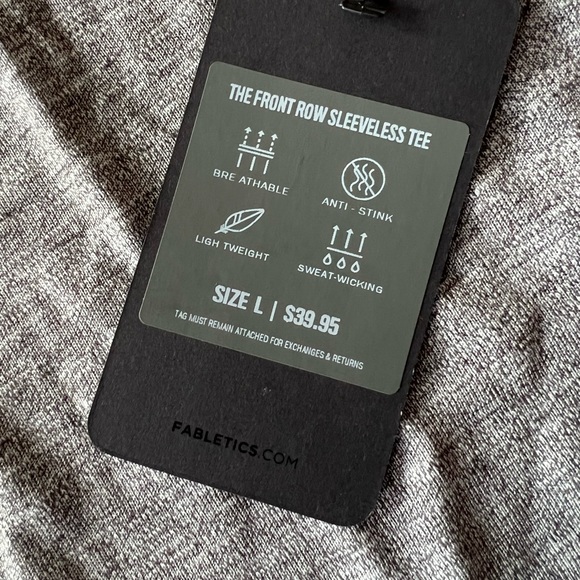 THE FRONT ROW SLEEVELESS TEE
BRE ATHABLE
ANTI - STINK
LIGH TWEIGHT
SWEAT-WICKING
SIZE L | $39.95
TAG MUST REMAIN ATTACHED FOR EXCHANGES & RETURNS
FABLETICS.COM